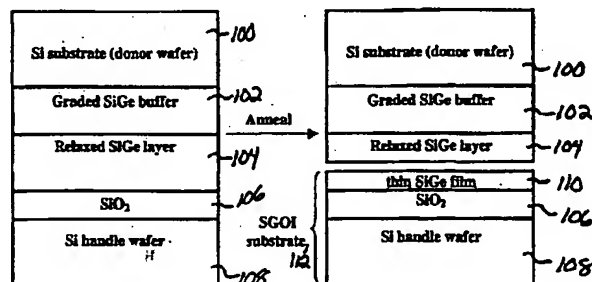 Si substrate (donor wafer)
100
Graded SiGe buffer
102
Relaxed SiGe layer
104
SiO₂
106
Si handle wafer
H
108
Anneal
Si substrate (donor wafer)
100
Graded SiGe buffer
102
Relaxed SiGe layer
104
thin SiGe film
110
SiO₂
106
Si handle wafer
108
SGOI
substrate,
112